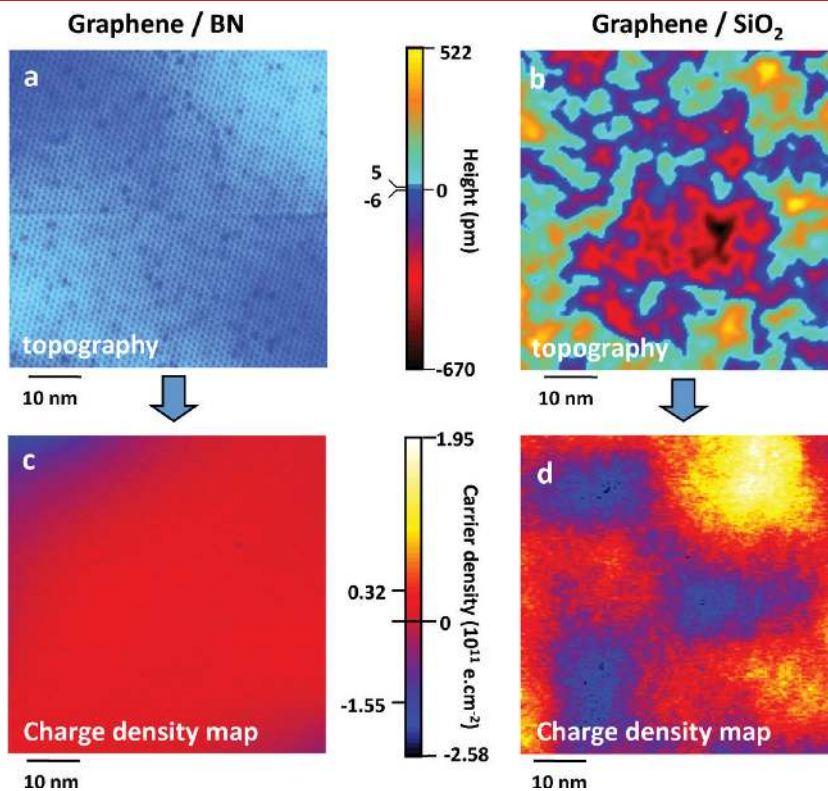 Graphene / BN
Graphene / SiO₂
a
topography
10 nm
522
5
-6
0
-670
Height (pm)
b
topography
10 nm
c
Charge density map
10 nm
1.95
0.32
0
-1.55
-2.58
Carrier density (10¹¹ e.cm⁻²)
d
Charge density map
10 nm